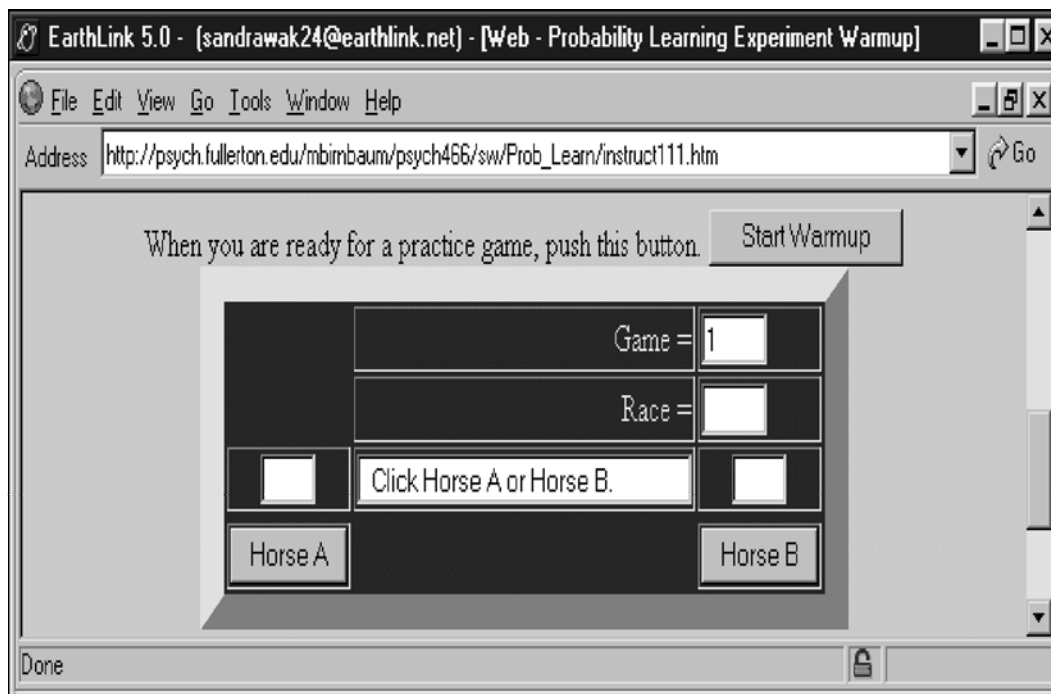 EarthLink 5.0 - (sandrawak24@earthlink.net) - [Web - Probability Learning Experiment Warmup]
File Edit View Go Tools Window Help
Address http://psych.fullerton.edu/mbirnbaum/psych466/sw/Prob_Learn/instruct111.htm Go
When you are ready for a practice game, push this button. Start Warmup
Game = 1
Race =
Click Horse A or Horse B.
Horse A Horse B
Done